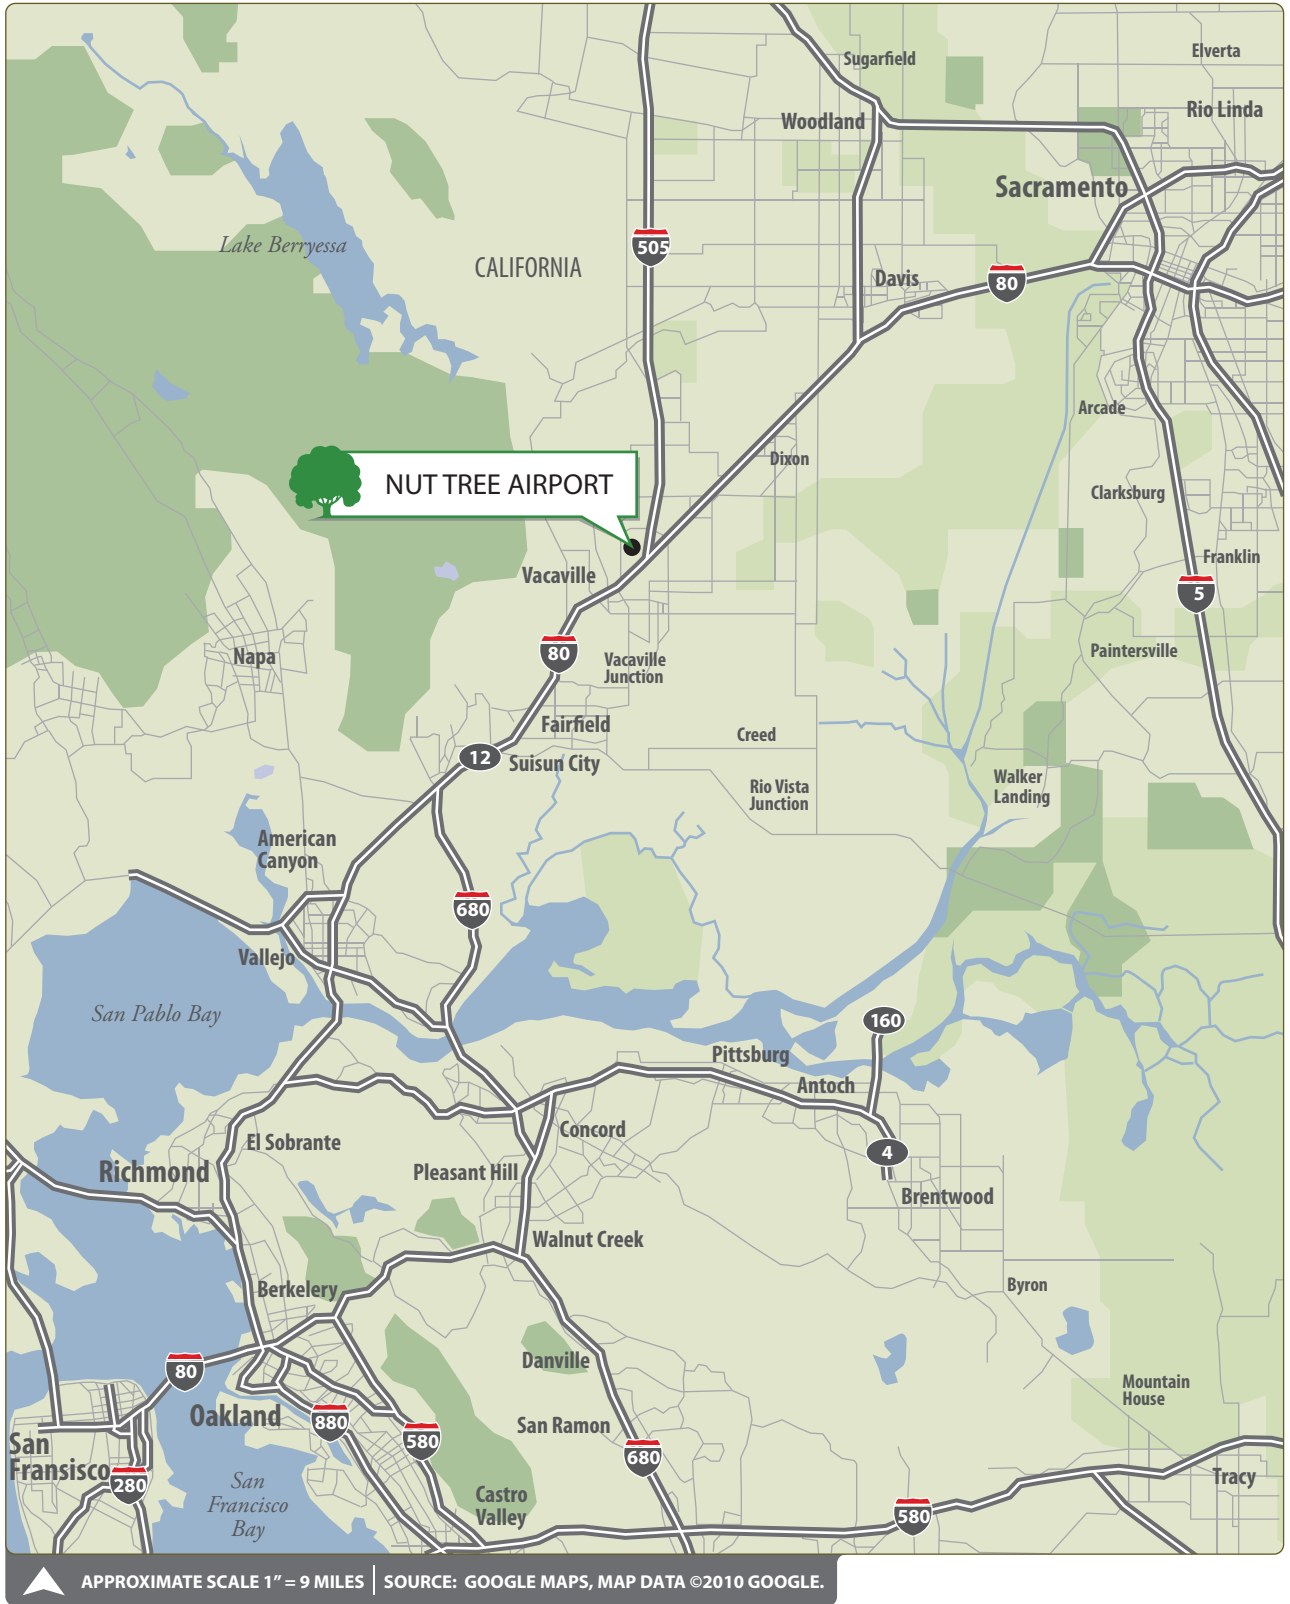 Sugarfield
Elverta
Rio Linda
Woodland
Sacramento
Lake Berryessa
505
CALIFORNIA
Davis
80
Arcade
Dixon
NUT TREE AIRPORT
Clarksburg
Franklin
Vacaville
5
80
Napa
Vacaville
Junction
Paintersville
Fairfield
Creed
12
Suisun City
Walker
Landing
Rio Vista
Junction
American
Canyon
680
Vallejo
San Pablo Bay
160
Pittsburg
Antoch
Concord
El Sobrante
4
Richmond
Pleasant Hill
Brentwood
Walnut Creek
Berkelery
Byron
80
Danville
Mountain
House
Oakland
880
580
San Ramon
San
Fransisco
280
680
San
Francisco
Bay
Castro
Valley
580
Tracy
APPROXIMATE SCALE 1” = 9 MILES
SOURCE: GOOGLE MAPS, MAP DATA ©2010 GOOGLE.